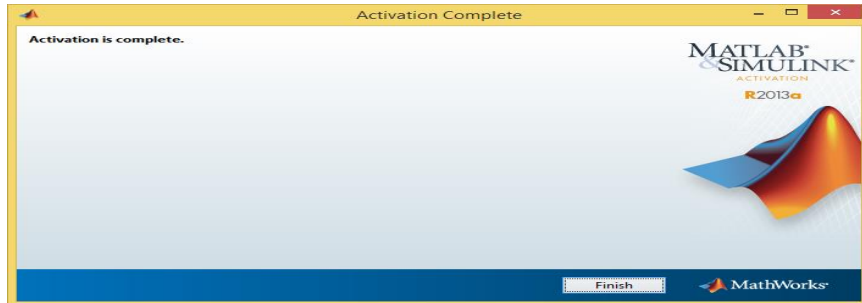 Activation Complete
Activation is complete.
MATLAB®
&SIMULINK®
ACTIVATION
R2013a
Finish
MathWorks®